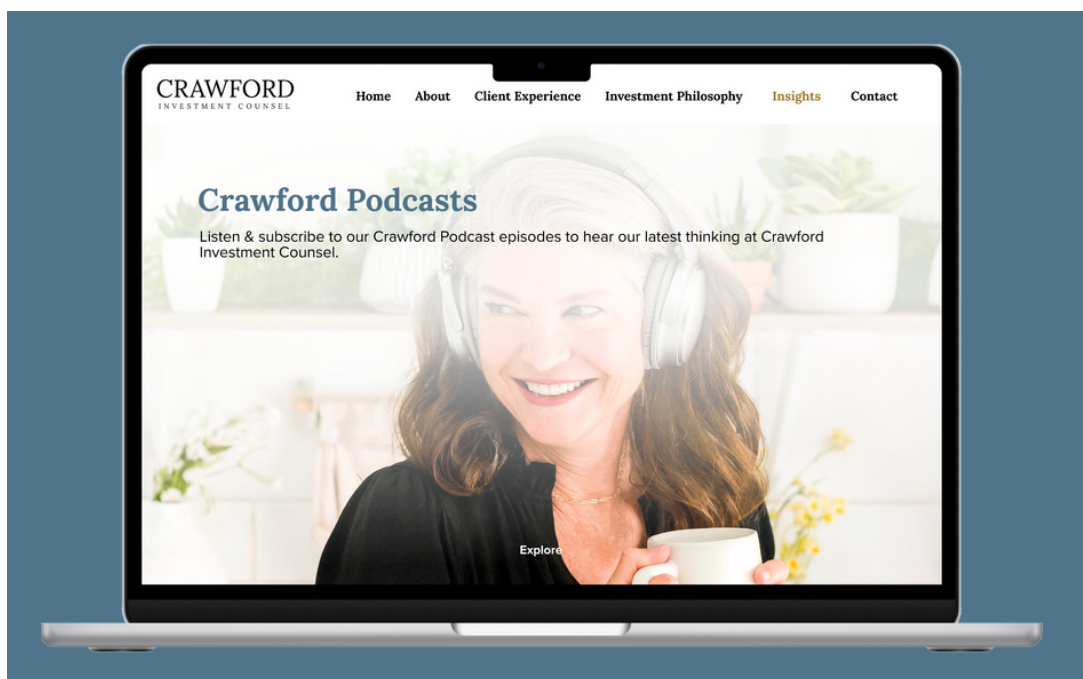 CRAWFORD
INVESTMENT COUNSEL
Home About Client Experience Investment Philosophy Insights Contact
Crawford Podcasts
Listen & subscribe to our Crawford Podcast episodes to hear our latest thinking at Crawford
Investment Counsel.
Explore